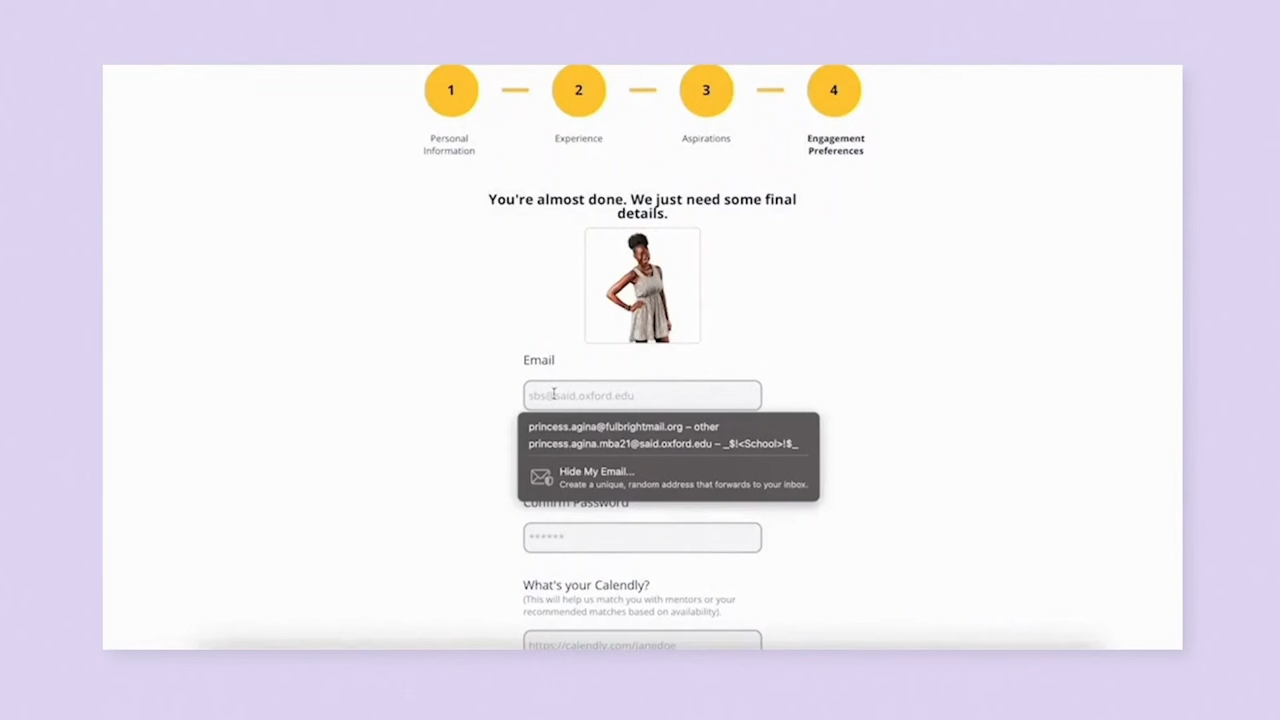 1
2
3
4
Personal
Information
Experience
Aspirations
Engagement
Preferences
You're almost done. We just need some final
details.
Email
sbs@said.oxford.edu
princess.agina@fulbrightmail.org – other
princess.agina.mba21@said.oxford.edu – _$!<School>!$_
Hide My Email...
Create a unique, random address that forwards to your inbox.
Confirm Password
******
What's your Calendly?
(This will help us match you with mentors or your
recommended matches based on availability).
https://calendly.com/janedoe